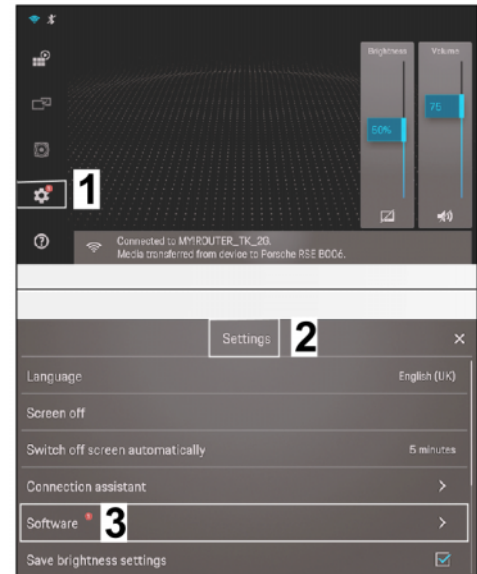 Brightness
Volume
75
60%
1
Connected to MYIROUTER_TK_2G.
Media transferred from device to Porsche RSE B006.
Settings
2
Language
English (UK)
Screen off
Switch off screen automatically
5 minutes
Connection assistant
Software
3
Save brightness settings